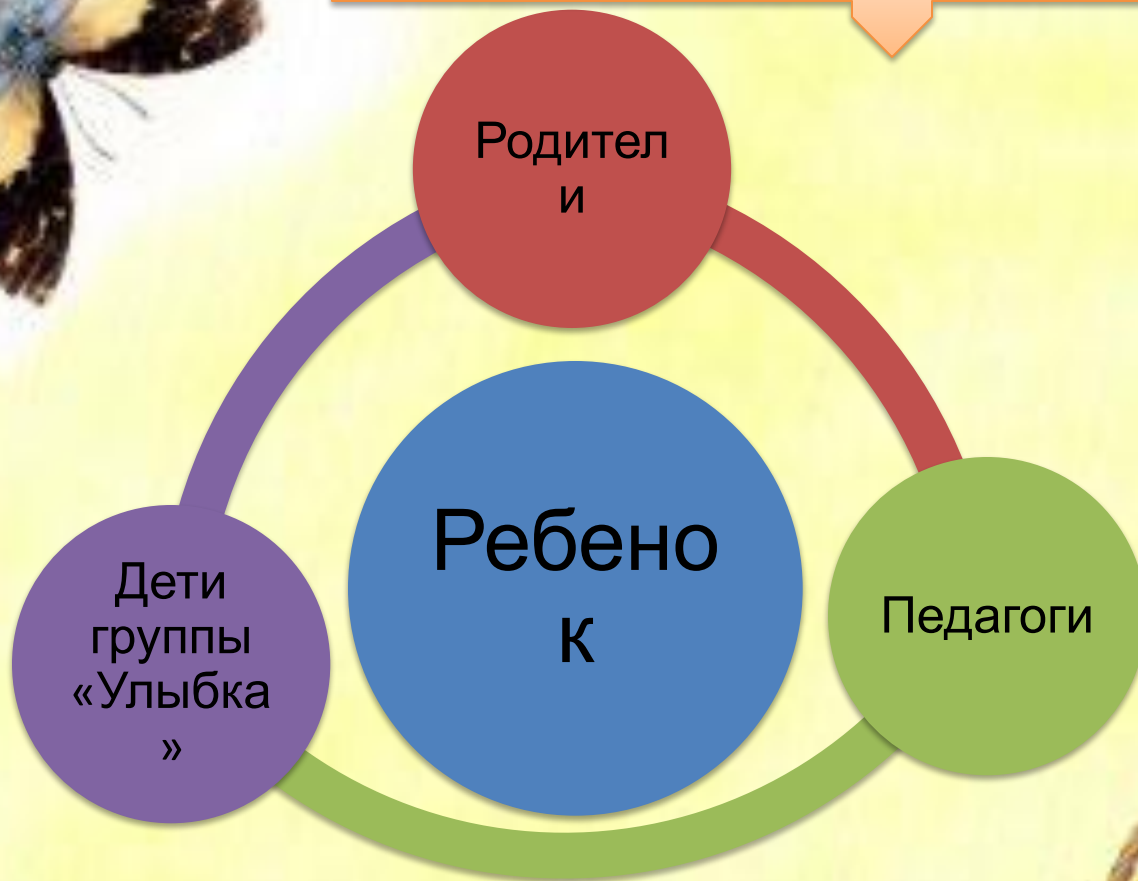 Родител
и
Ребено
к
Педагоги
Дети
группы
«Улыбка
»